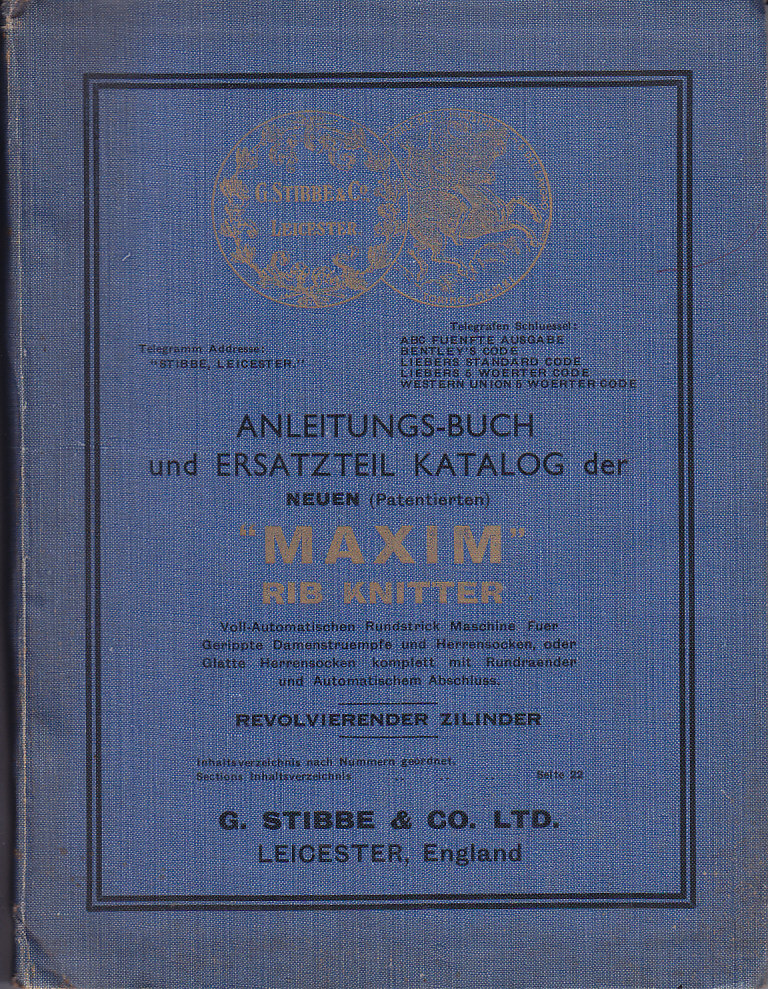 G. STIBBE & Co.
LEICESTER
Telegramm Addresse:
"STIBBE, LEICESTER."
Telegrafen Schluessel:
ABC FUENFTE AUSGABE
BENTLEY'S CODE
LIEBERS STANDARD CODE
LIEBERS 5 WOERTER CODE
WESTERN UNION 5 WOERTER CODE
ANLEITUNGS-BUCH
und ERSATZTEIL KATALOG der
NEUEN (Patentierten)
"MAXIM"
RIB KNITTER
Voll-Automatischen Rundstrick Maschine Fuer
Gerippte Damenstruempfe und Herrensocken, oder
Glatte Herrensocken komplett mit Rundraender
und Automatischem Abschluss.
REVOLVIERENDER ZILINDER
Inhaltsverzeichnis nach Nummern geordnet.
Sections Inhaltsverzeichnis .. .. .. Seite 22
G. STIBBE & CO. LTD.
LEICESTER, England